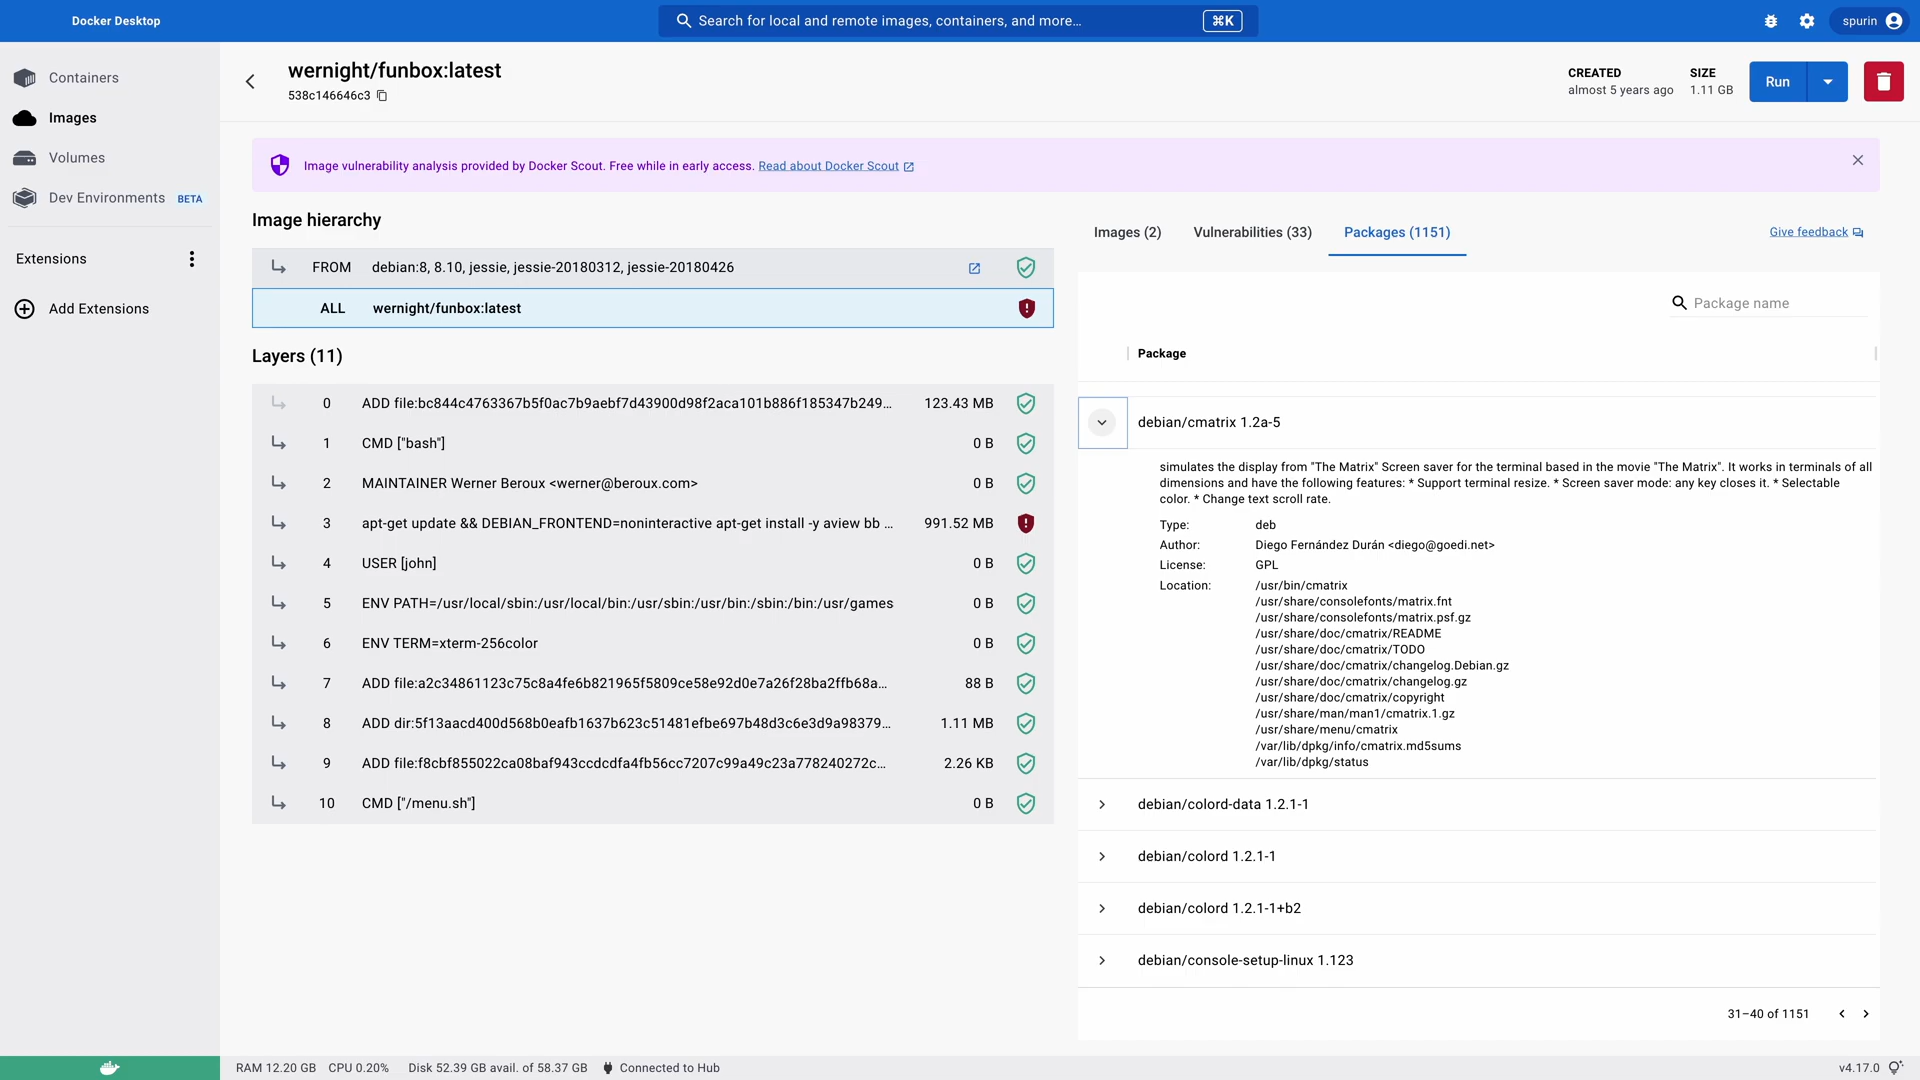 Docker Desktop
Search for local and remote images, containers, and more...
⌘K
spurin
Containers
Images
Volumes
Dev Environments BETA
Extensions
Add Extensions
wernight/funbox:latest
538c146646c3
CREATED
almost 5 years ago
SIZE
1.11 GB
Run
Image vulnerability analysis provided by Docker Scout. Free while in early access. Read about Docker Scout
Image hierarchy
FROM debian:8, 8.10, jessie, jessie-20180312, jessie-20180426
ALL wernight/funbox:latest
Layers (11)
0 ADD file:bc844c4763367b5f0ac7b9aebf7d43900d98f2aca101b886f185347b249... 123.43 MB
1 CMD ["bash"] 0 B
2 MAINTAINER Werner Beroux <werner@beroux.com> 0 B
3 apt-get update && DEBIAN_FRONTEND=noninteractive apt-get install -y aview bb ... 991.52 MB
4 USER [john] 0 B
5 ENV PATH=/usr/local/sbin:/usr/local/bin:/usr/sbin:/usr/bin:/sbin:/bin:/usr/games 0 B
6 ENV TERM=xterm-256color 0 B
7 ADD file:a2c34861123c75c8a4fe6b821965f5809ce58e92d0e7a26f28ba2ffb68a... 88 B
8 ADD dir:5f13aacd400d568b0eafb1637b623c51481efbe697b48d3c6e3d9a98379... 1.11 MB
9 ADD file:f8cbf855022ca08baf943ccdcdfa4fb56cc7207c99a49c23a778240272c... 2.26 KB
10 CMD ["/menu.sh"] 0 B
Images (2)
Vulnerabilities (33)
Packages (1151)
Give feedback
Package name
Package
debian/cmatrix 1.2a-5
simulates the display from "The Matrix" Screen saver for the terminal based in the movie "The Matrix". It works in terminals of all
dimensions and have the following features: * Support terminal resize. * Screen saver mode: any key closes it. * Selectable
color. * Change text scroll rate.
Type: deb
Author: Diego Fernández Durán <diego@goedi.net>
License: GPL
Location: /usr/bin/cmatrix
/usr/share/consolefonts/matrix.fnt
/usr/share/consolefonts/matrix.psf.gz
/usr/share/doc/cmatrix/README
/usr/share/doc/cmatrix/TODO
/usr/share/doc/cmatrix/changelog.Debian.gz
/usr/share/doc/cmatrix/changelog.gz
/usr/share/doc/cmatrix/copyright
/usr/share/man/man1/cmatrix.1.gz
/usr/share/menu/cmatrix
/var/lib/dpkg/info/cmatrix.md5sums
/var/lib/dpkg/status
debian/colord-data 1.2.1-1
debian/colord 1.2.1-1
debian/colord 1.2.1-1+b2
debian/console-setup-linux 1.123
31–40 of 1151
RAM 12.20 GB CPU 0.20% Disk 52.39 GB avail. of 58.37 GB Connected to Hub
v4.17.0